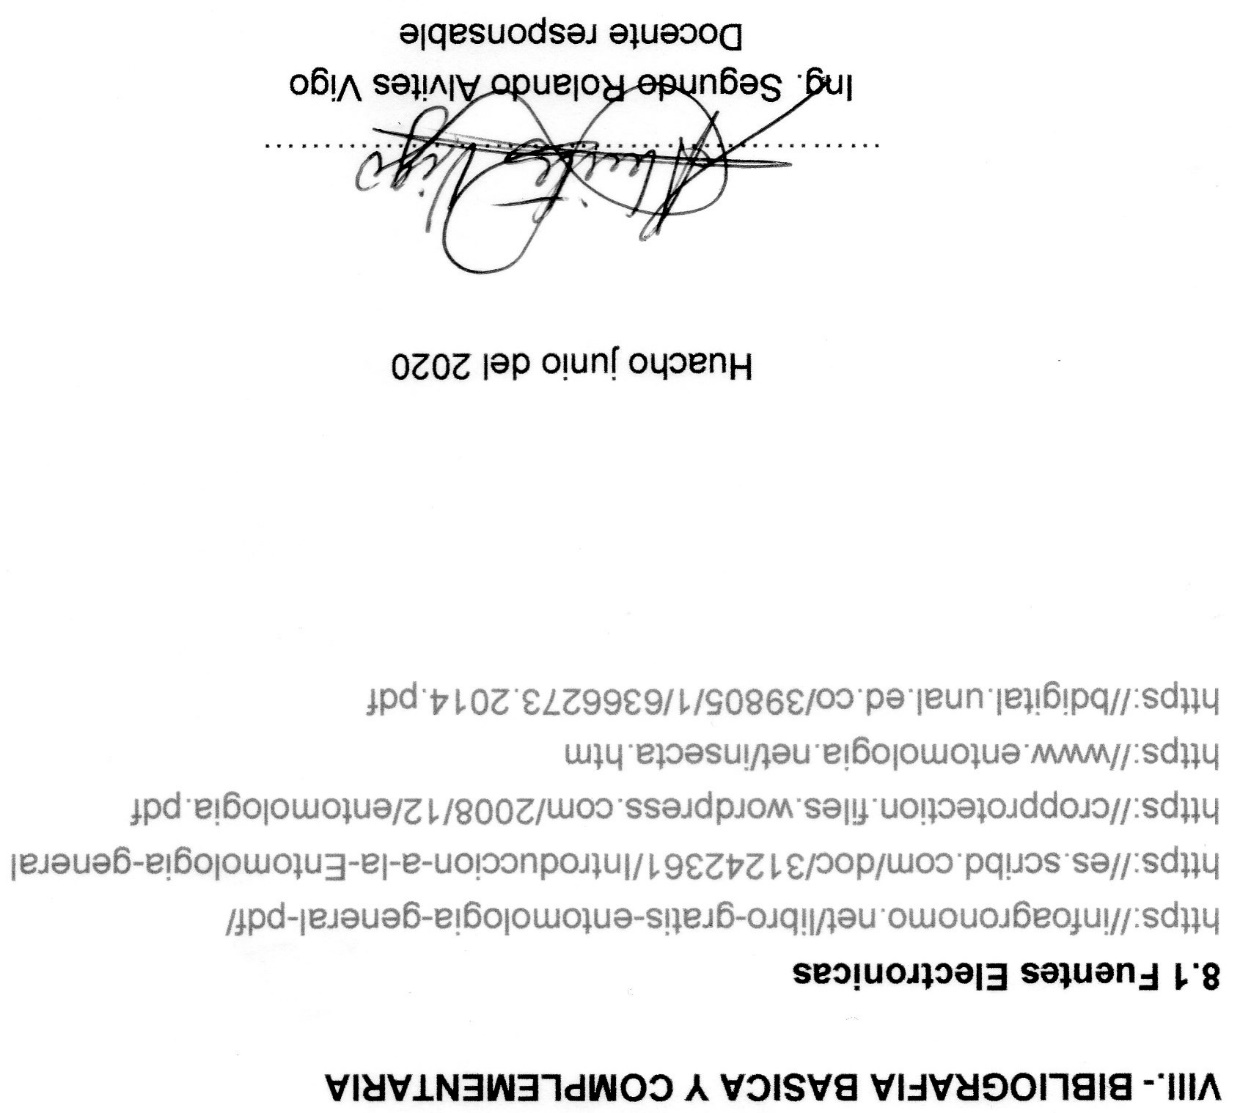 VIII.- BIBLIOGRAFIA BASICA Y COMPLEMENTARIA
8.1 Fuentes Electronicas
https://infoagronomo.net/libro-gratis-entomologia-general-pdf/
https://es.scribd.com/doc/31242361/Introduccion-a-la-Entomologia-general
https://cropprotection.files.wordpress.com/2008/12/entomologia.pdf
https://www.entomologia.net/insecta.htm
https://bdigital.unal.ed.co/39805/1/6366273.2014.pdf
Huacho junio del 2020
Alvites Vigo
Ing. Segundo Rolando Alvites Vigo
Docente responsable